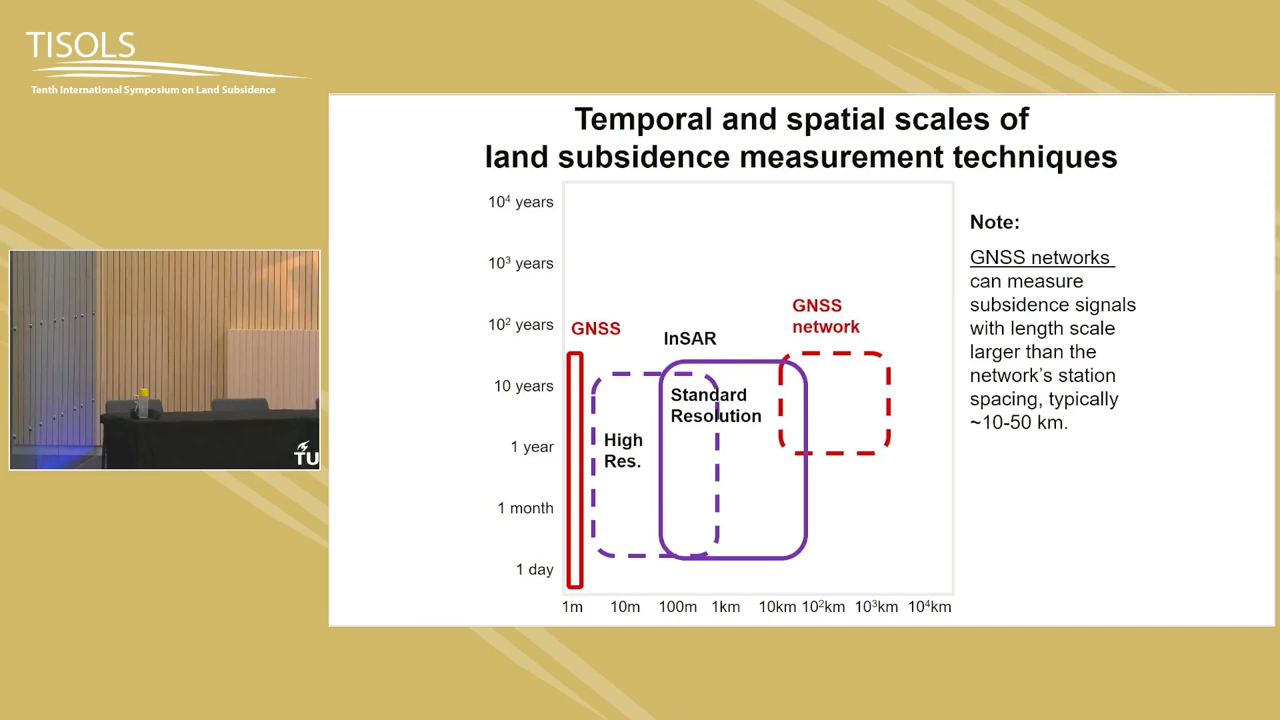 TISOLS
Tenth International Symposium on Land Subsidence
Temporal and spatial scales of
land subsidence measurement techniques
10⁴ years
10³ years
10² years
10 years
1 year
1 month
1 day
GNSS
InSAR
GNSS
network
Standard
Resolution
High
Res.
1m
10m
100m
1km
10km
10²km
10³km
10⁴km
Note:
GNSS networks
can measure
subsidence signals
with length scale
larger than the
network's station
spacing, typically
~10-50 km.
TU